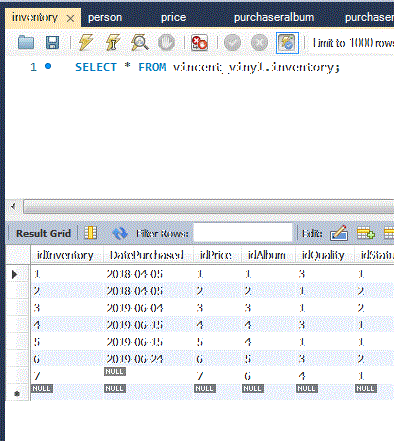 inventory × person price purchaseralbum purchaser
Limit to 1000 rows
1 SELECT * FROM vincent_vinyl.inventory;
Result Grid Filter Rows: Edit:
idInventory DatePurchased idPrice idAlbum idQuality idStatu
1 2018-04-05 1 1 3 1
2 2018-04-05 2 2 1 2
3 2019-06-04 3 3 1 2
4 2019-06-15 4 4 3 1
5 2019-06-15 5 4 1 1
6 2019-06-24 6 5 3 2
7 NULL 7 6 4 1
NULL NULL NULL NULL NULL NULL